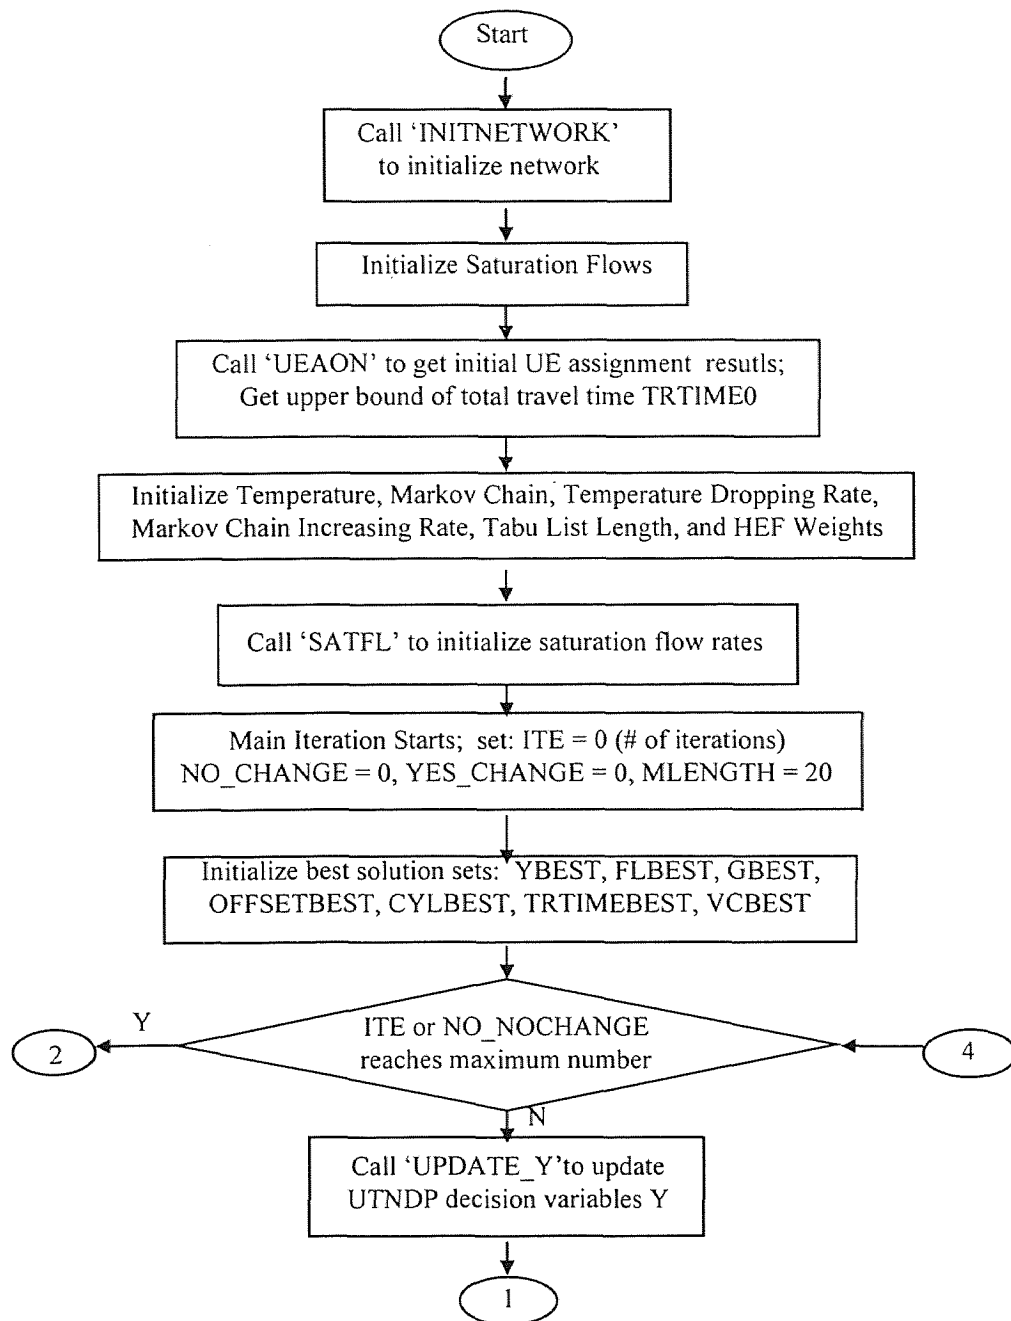 Start
Call ‘INITNETWORK’
to initialize network
Initialize Saturation Flows
Call ‘UEAON’ to get initial UE assignment resutls;
Get upper bound of total travel time TRTIME0
Initialize Temperature, Markov Chain, Temperature Dropping Rate,
Markov Chain Increasing Rate, Tabu List Length, and HEF Weights
Call ‘SATFL’ to initialize saturation flow rates
Main Iteration Starts; set: ITE = 0 (# of iterations)
NO_CHANGE = 0, YES_CHANGE = 0, MLENGTH = 20
Initialize best solution sets: YBEST, FLBEST, GBEST,
OFFSETBEST, CYLBEST, TRTIMEBEST, VCBEST
Y
ITE or NO_NOCHANGE
reaches maximum number
2
4
N
Call ‘UPDATE_Y’to update
UTNDP decision variables Y
1